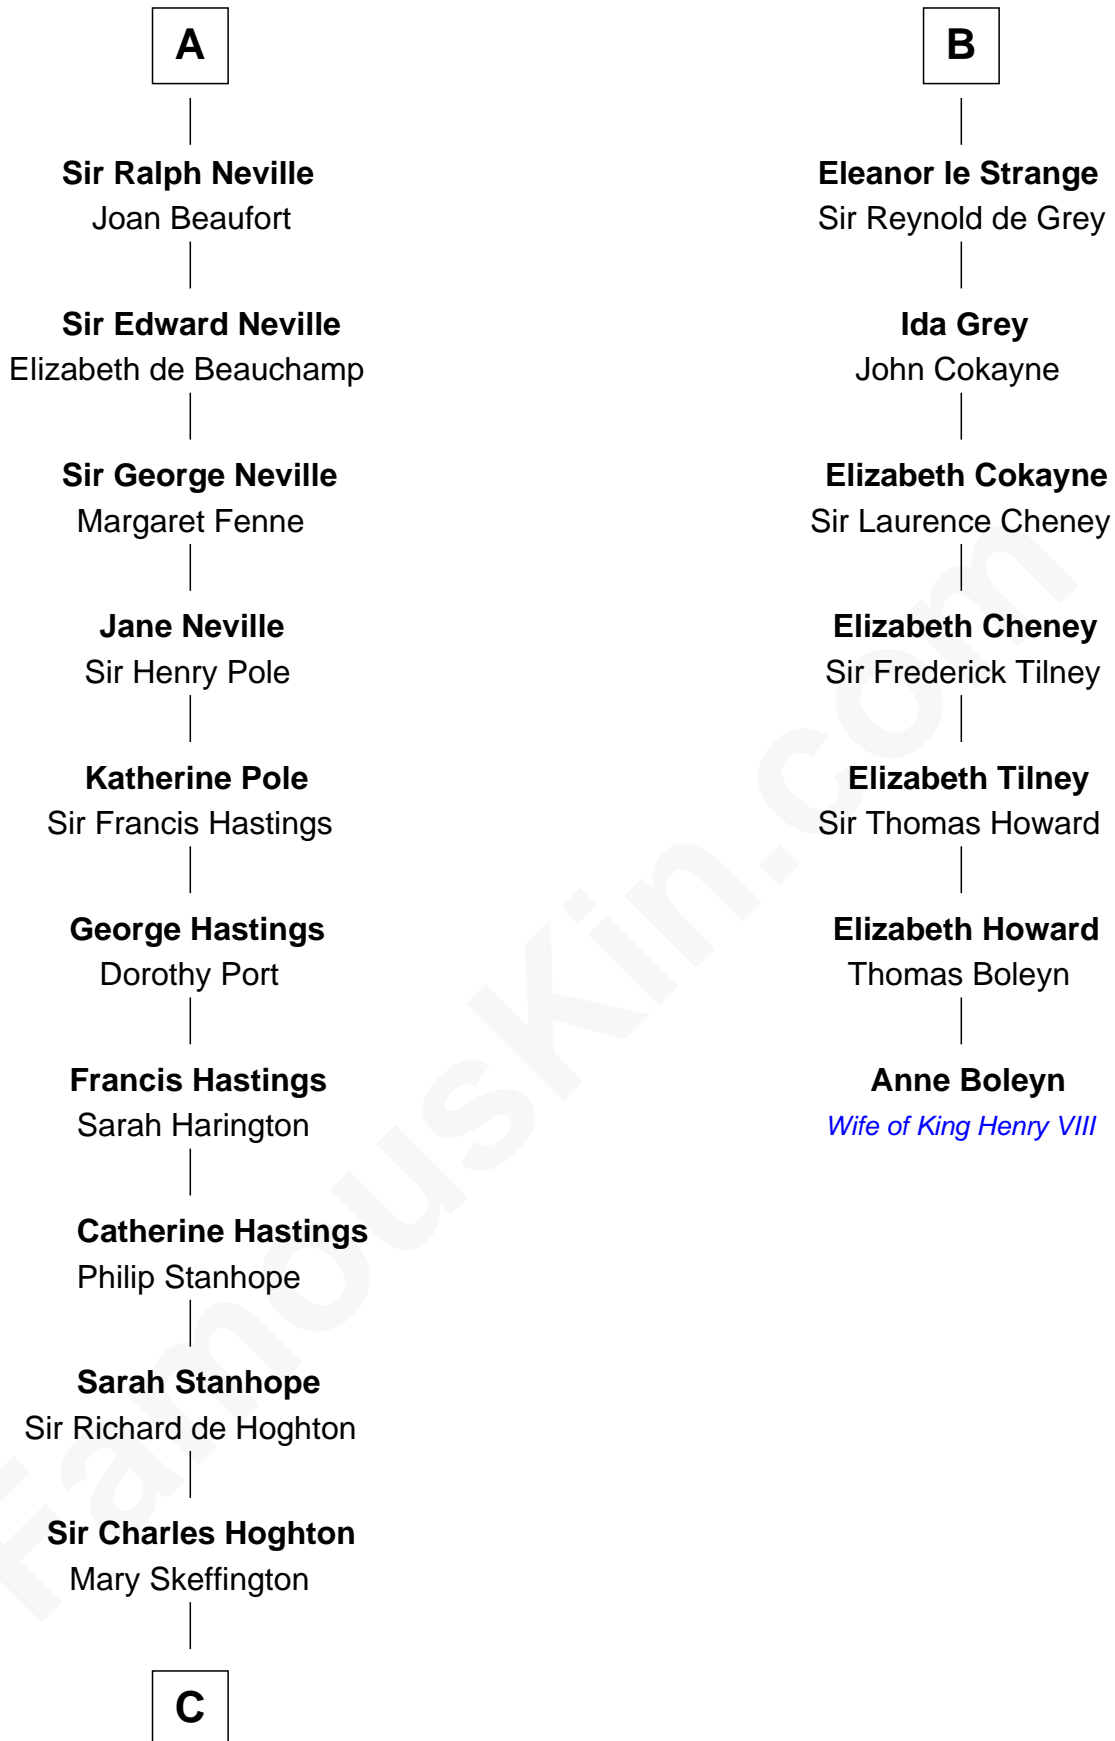 A
Sir Ralph Neville
Joan Beaufort
Sir Edward Neville
Elizabeth de Beauchamp
Sir George Neville
Margaret Fenne
Jane Neville
Sir Henry Pole
Katherine Pole
Sir Francis Hastings
George Hastings
Dorothy Port
Francis Hastings
Sarah Harington
Catherine Hastings
Philip Stanhope
Sarah Stanhope
Sir Richard de Hoghton
Sir Charles Hoghton
Mary Skeffington
C
B
Eleanor le Strange
Sir Reynold de Grey
Ida Grey
John Cokayne
Elizabeth Cokayne
Sir Laurence Cheney
Elizabeth Cheney
Sir Frederick Tilney
Elizabeth Tilney
Sir Thomas Howard
Elizabeth Howard
Thomas Boleyn
Anne Boleyn
Wife of King Henry VIII
FamousKin.com